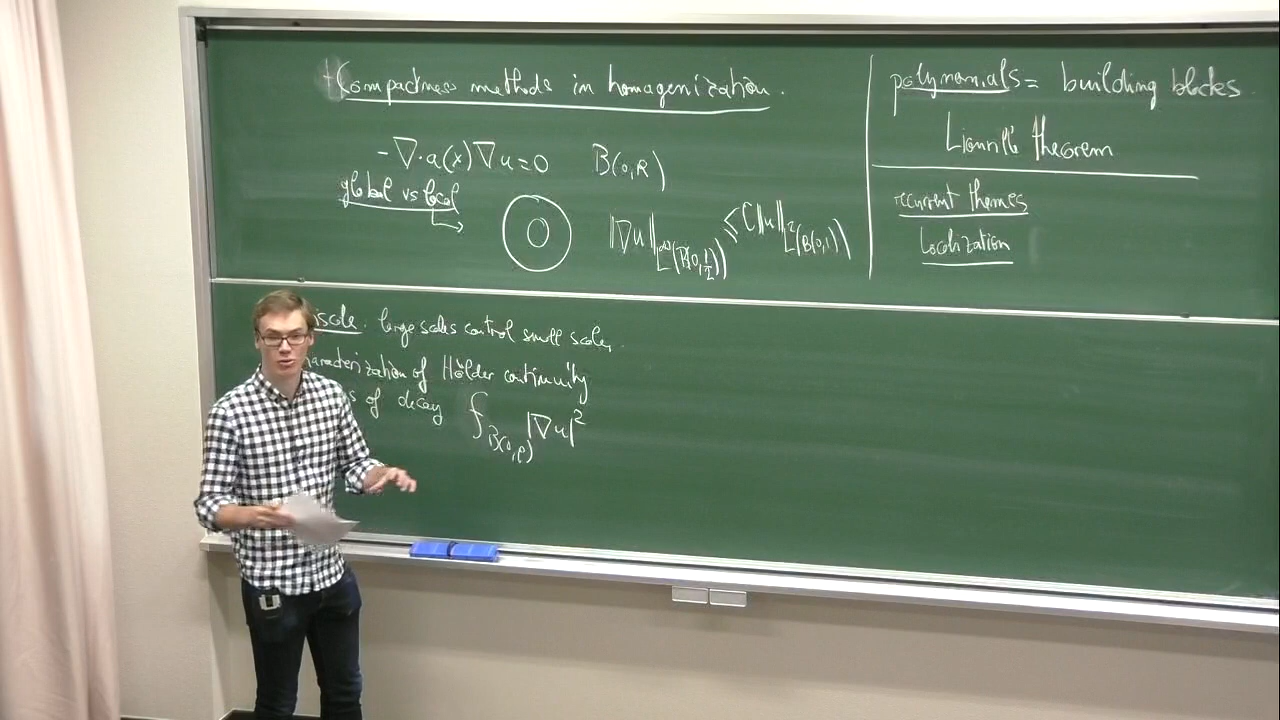 Compactness methods in homogenization.
-∇·a(x)∇u=0 B(0,R)
global vs local
‖∇u‖L^∞(B(0,1/2)) ≤ C‖u‖L²(B(0,1))
polynomials = building blocks
Liouville theorem
recurrent themes
Localization
scale. large scales control small scales
characterization of Hölder continuity
of decay ⨍B(0,ρ) |∇u|²